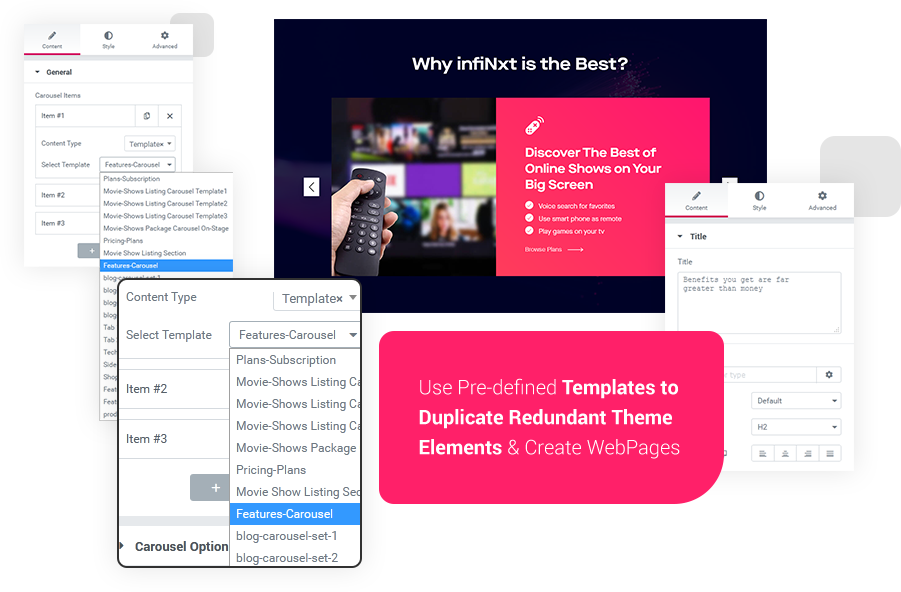 Content
Style
Advanced
General
Carousel Items
Item #1
Content Type
Template×
Select Template
Features-Carousel
Plans-Subscription
Movie-Shows Listing Carousel Template1
Movie-Shows Listing Carousel Template2
Movie-Shows Listing Carousel Template3
Movie-Shows Package Carousel On-Stage
Pricing-Plans
Movie Show Listing Section
Features-Carousel
blog-carousel-set-1
blog
blog
blog
Tab
Tab
Tech
Side
Shop
Feat
Feat
prod
Item #2
Item #3
+
Why infiNxt is the Best?
Discover The Best of
Online Shows on Your
Big Screen
Voice search for favorites
Use smart phone as remote
Play games on your tv
Browse Plans
Content
Style
Advanced
Title
Title
Benefits you get are far
greater than money
type
Default
H2
Content Type
Template×
Select Template
Features-Carousel
Plans-Subscription
Movie-Shows Listing Ca
Movie-Shows Listing Ca
Movie-Shows Listing Ca
Movie-Shows Package
Pricing-Plans
Movie Show Listing Sec
Features-Carousel
blog-carousel-set-1
blog-carousel-set-2
Item #2
Item #3
+
Carousel Option
Use Pre-defined Templates to
Duplicate Redundant Theme
Elements & Create WebPages